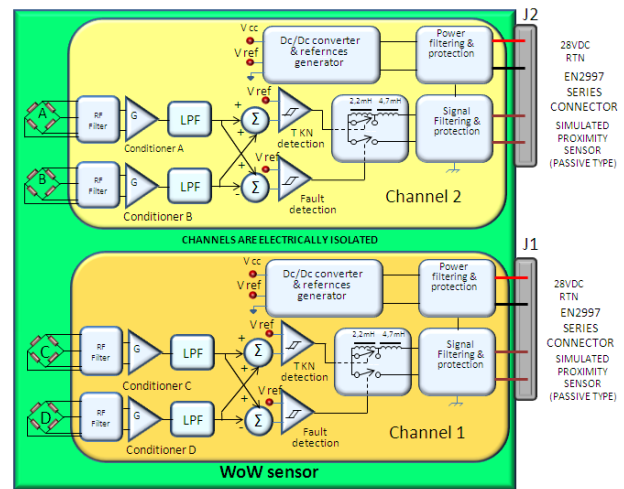 J2
V cc
V ref
Dc/Dc converter
& refernces
generator
Power
filtering &
protection
28VDC
RTN
EN2997
SERIES
CONNECTOR
SIMULATED
PROXIMITY
SENSOR
(PASSIVE TYPE)
A
RF
Filter
G
LPF
Conditioner A
+
+
Σ
V ref
T KN
detection
2,2mH 4,7mH
Signal
Filtering &
protection
B
RF
Filter
G
LPF
Conditioner B
+
-
Σ
V ref
Fault
detection
Channel 2
CHANNELS ARE ELECTRICALLY ISOLATED
J1
V cc
V ref
Dc/Dc converter
& refernces
generator
Power
filtering &
protection
28VDC
RTN
EN2997
SERIES
CONNECTOR
SIMULATED
PROXIMITY
SENSOR
(PASSIVE TYPE)
C
RF
Filter
G
LPF
Conditioner C
+
+
Σ
V ref
T KN
detection
2,2mH 4,7mH
Signal
Filtering &
protection
D
RF
Filter
G
LPF
Conditioner D
+
-
Σ
V ref
Fault
detection
Channel 1
WoW sensor